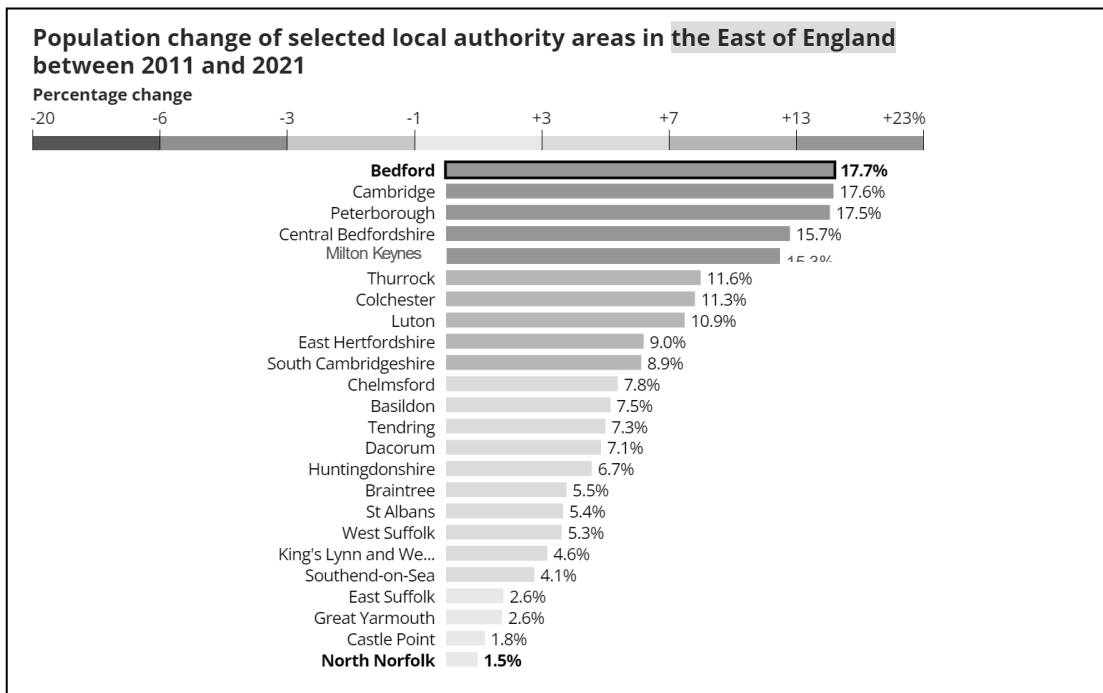 Population change of selected local authority areas in the East of England
between 2011 and 2021
Percentage change
-20 -6 -3 -1 +3 +7 +13 +23%
Bedford 17.7%
Cambridge 17.6%
Peterborough 17.5%
Central Bedfordshire 15.7%
Milton Keynes 15.3%
Thurrock 11.6%
Colchester 11.3%
Luton 10.9%
East Hertfordshire 9.0%
South Cambridgeshire 8.9%
Chelmsford 7.8%
Basildon 7.5%
Tendring 7.3%
Dacorum 7.1%
Huntingdonshire 6.7%
Braintree 5.5%
St Albans 5.4%
West Suffolk 5.3%
King's Lynn and We... 4.6%
Southend-on-Sea 4.1%
East Suffolk 2.6%
Great Yarmouth 2.6%
Castle Point 1.8%
North Norfolk 1.5%